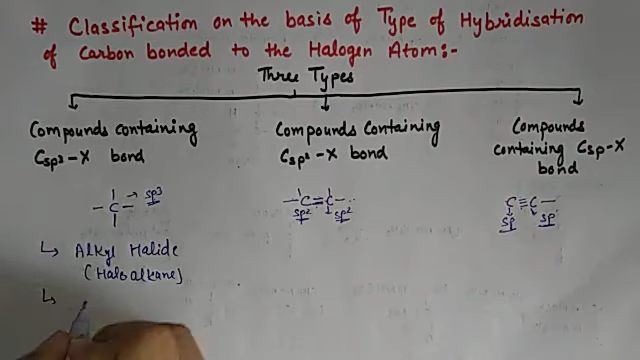 # Classification on the basis of Type of Hybridisation
of Carbon bonded to the Halogen Atom:-
Three Types
Compounds containing
Csp³-X bond
— C — → sp3
↳ Alkyl Halide
(Haloalkane)
↳
Compounds Containing
Csp²-X bond
— C = C — ..
sp² sp²
Compounds
containing Csp-X
bond
C ≡ C —
sp sp